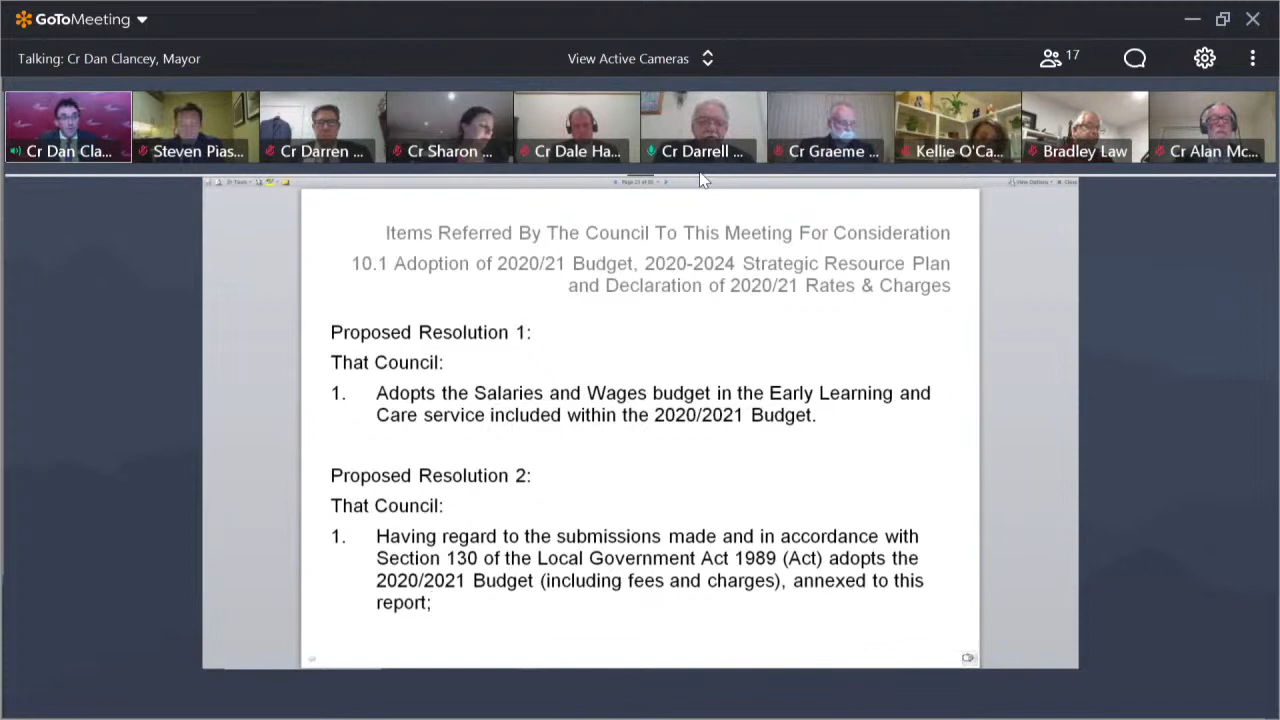 GoToMeeting
Talking: Cr Dan Clancey, Mayor
View Active Cameras
17
Cr Dan Cla...
Steven Pias...
Cr Darren ...
Cr Sharon ...
Cr Dale Ha...
Cr Darrell ...
Cr Graeme ...
Kellie O'Ca...
Bradley Law
Cr Alan Mc...
Tools
View Options
Close
Items Referred By The Council To This Meeting For Consideration
10.1 Adoption of 2020/21 Budget, 2020-2024 Strategic Resource Plan
and Declaration of 2020/21 Rates & Charges
Proposed Resolution 1:
That Council:
1. Adopts the Salaries and Wages budget in the Early Learning and
Care service included within the 2020/2021 Budget.
Proposed Resolution 2:
That Council:
1. Having regard to the submissions made and in accordance with
Section 130 of the Local Government Act 1989 (Act) adopts the
2020/2021 Budget (including fees and charges), annexed to this
report;